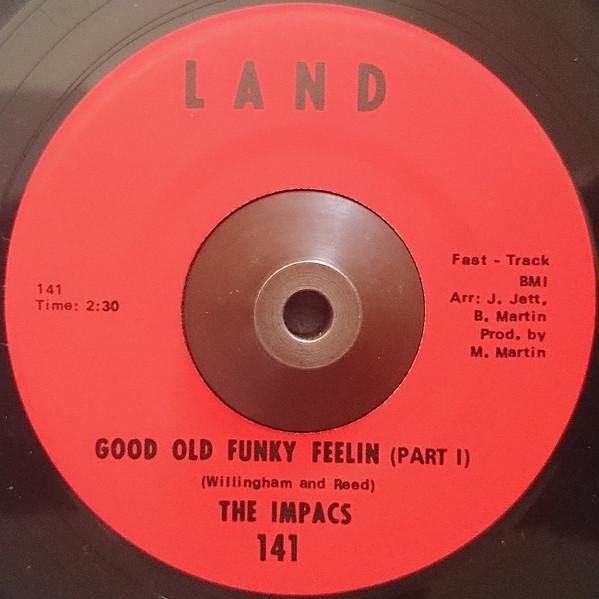 LAND
141
Time: 2:30
Fast - Track
BMI
Arr: J. Jett,
B. Martin
Prod. by
M. Martin
GOOD OLD FUNKY FEELIN (PART I)
(Willingham and Reed)
THE IMPACS
141